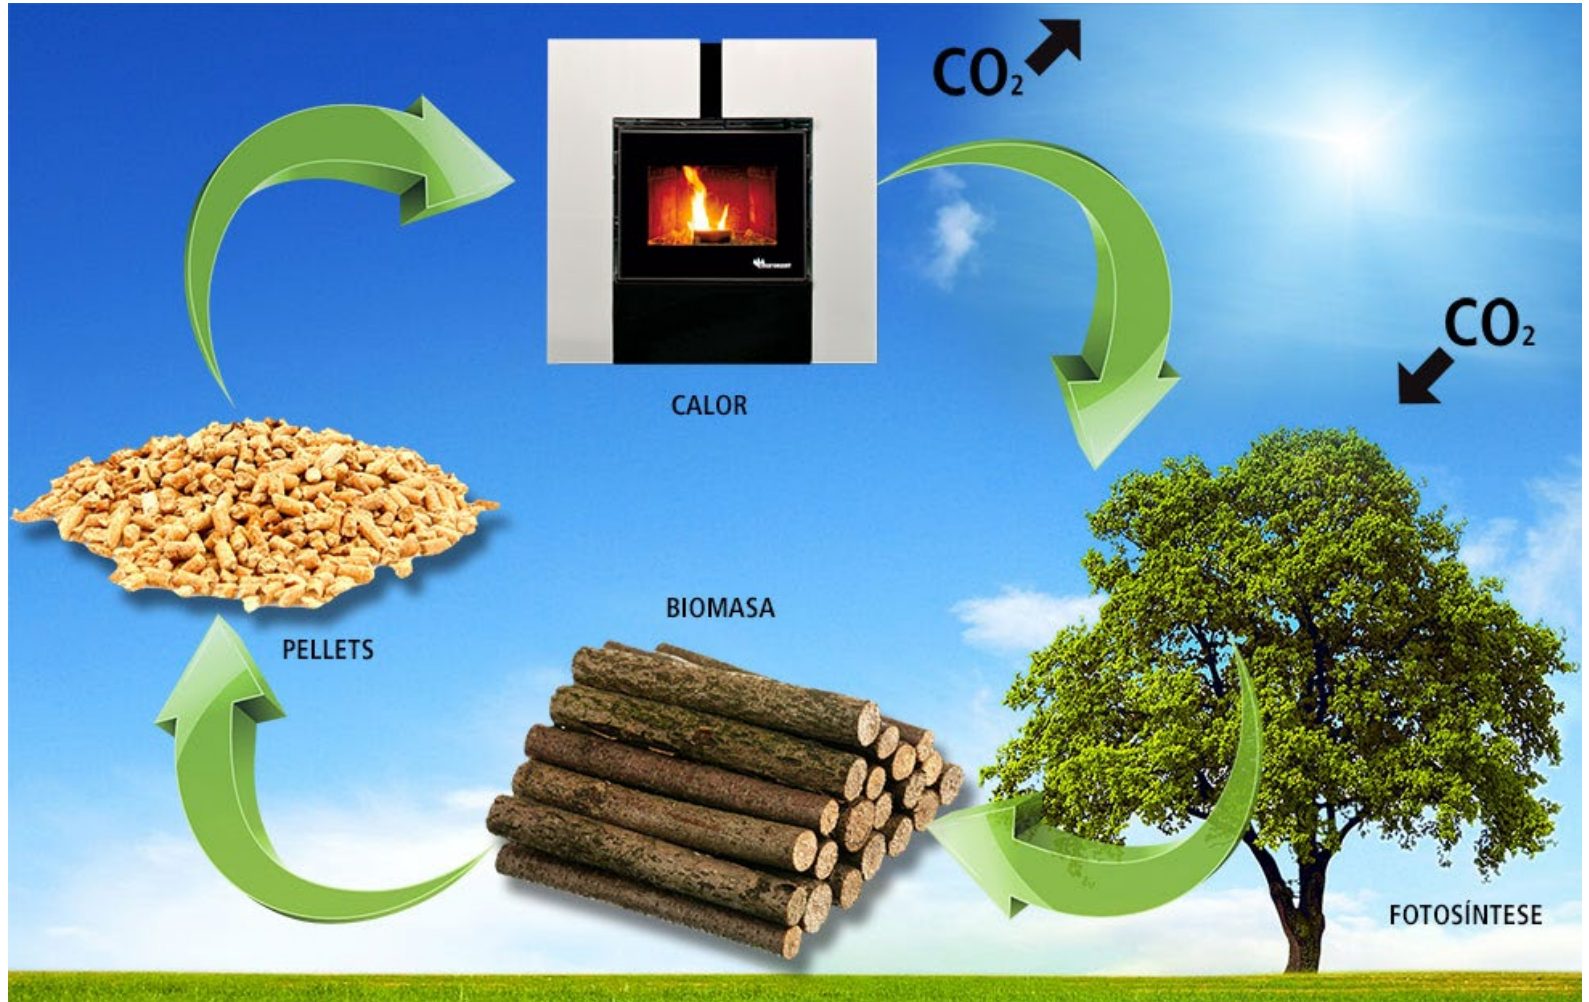 CO₂
CO₂
CALOR
BIOMASA
PELLETS
FOTOSÍNTESE